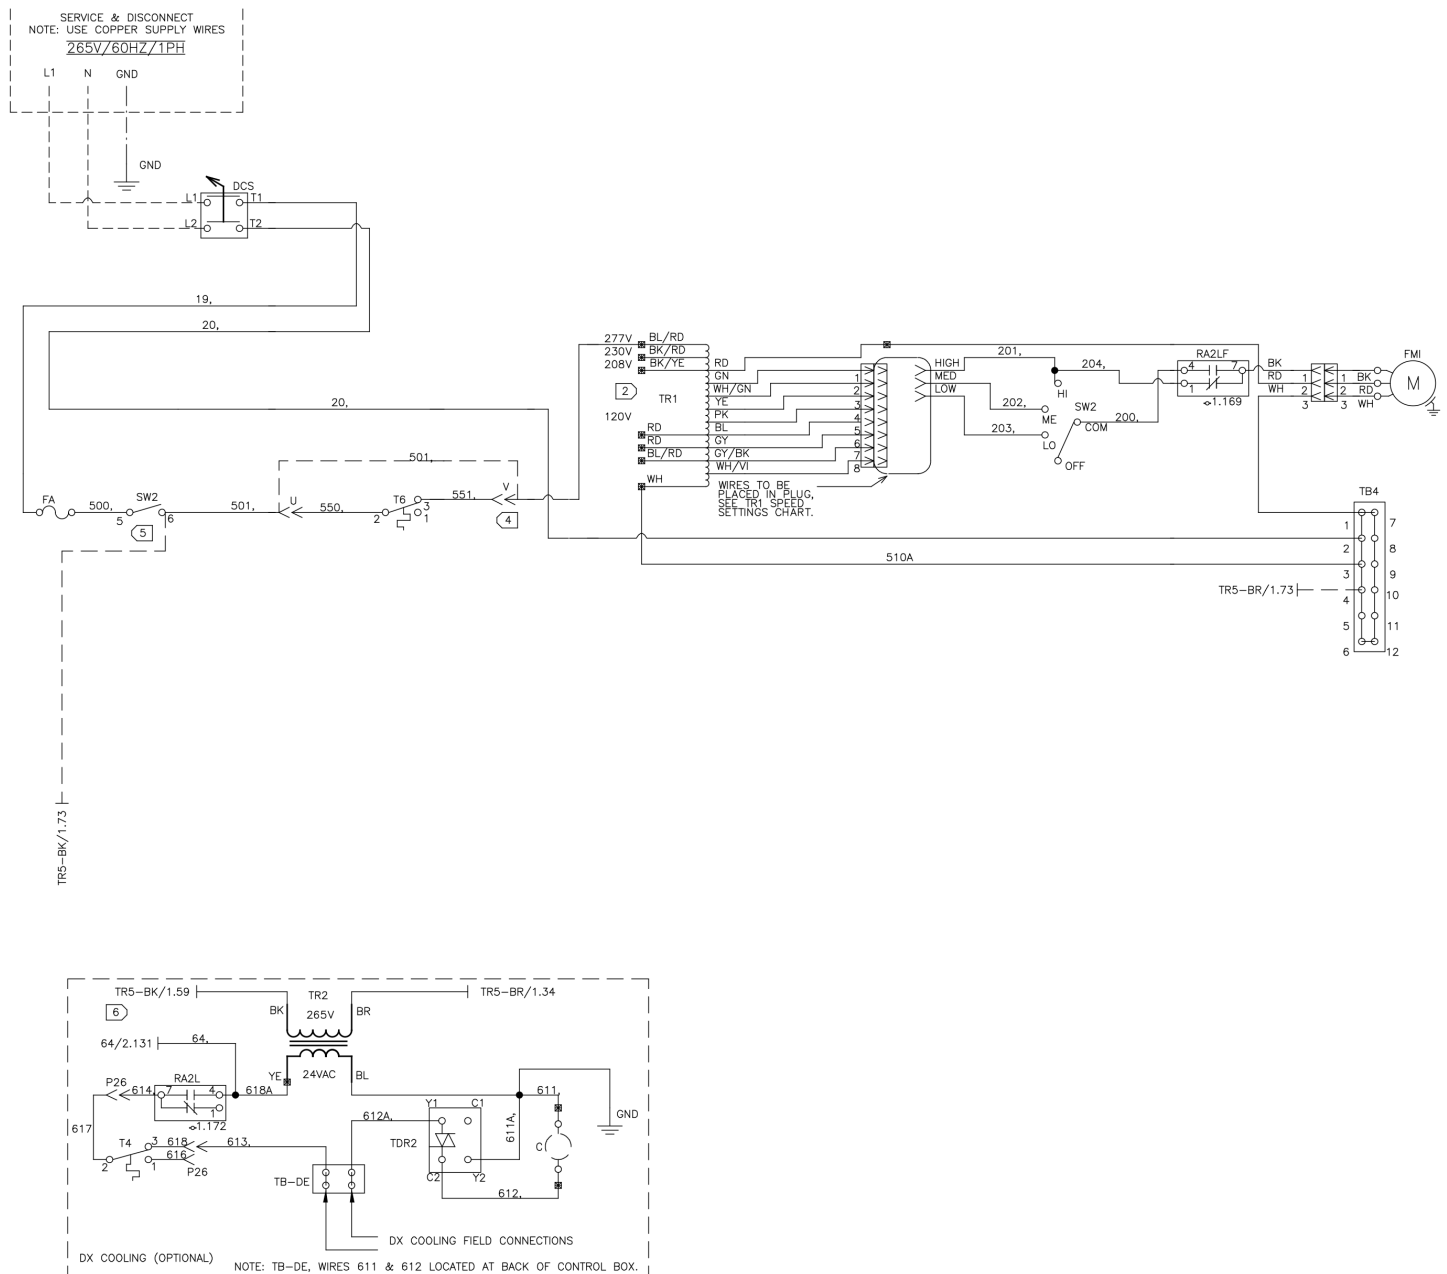 SERVICE & DISCONNECT
NOTE: USE COPPER SUPPLY WIRES
265V/60HZ/1PH
L1 N GND
GND
DCS
L1 T1
L2 T2
19,
20,
277V BL/RD
230V BK/RD
208V BK/YE
2
TR1
120V
RD
RD
BL/RD
WH
RD
GN
WH/GN
YE
PK
BL
GY
GY/BK
WH/VI
1
2
3
4
5
6
7
8
WIRES TO BE
PLACED IN PLUG,
SEE TR1 SPEED
SETTINGS CHART.
HIGH
MED
LOW
201,
202,
203,
HI
ME
LO
OFF
SW2
COM
200,
204,
RA2LF
4 7
1
1.169
BK
RD
WH
1 1 BK
2 2 RD
3 3 WH
FMI
M
20,
501,
FA
500,
SW2
5 6
5
501,
U
550,
T6
2
3
1
551,
V
4
510A
TB4
1 7
2 8
3 9
4 10
5 11
6 12
TR5-BR/1.73
TR5-BK/1.73
TR5-BK/1.59
TR2
265V
TR5-BR/1.34
BK BR
6
64/2.131
64,
24VAC
YE BL
P26
614,
RA2L
7 4
1
618A
1.172
617
T4
2
3
1
618
616
613,
P26
612A,
TB-DE
Y1 C1
TDR2
C2 Y2
611A,
611,
C
612,
GND
DX COOLING FIELD CONNECTIONS
DX COOLING (OPTIONAL)
NOTE: TB-DE, WIRES 611 & 612 LOCATED AT BACK OF CONTROL BOX.